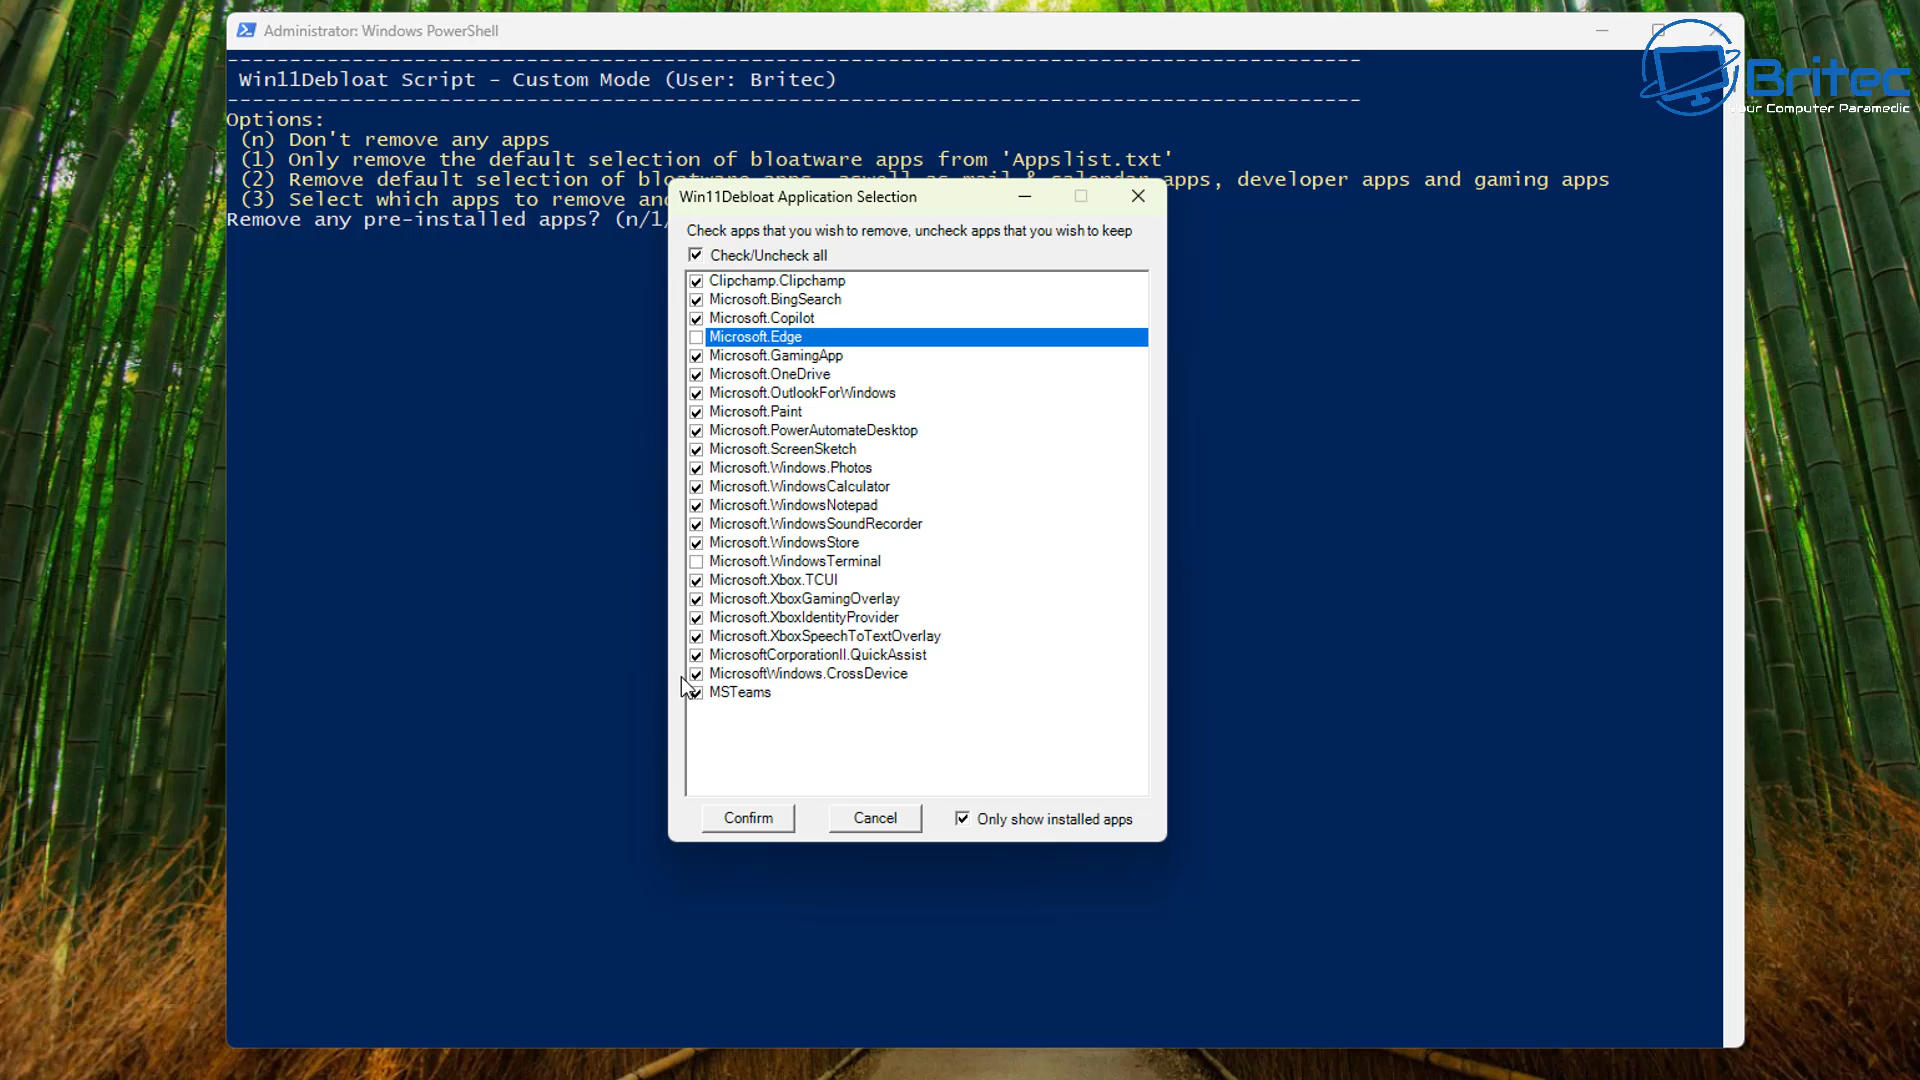 Administrator: Windows PowerShell
Britec
Your Computer Paramedic
Win11Debloat Script - Custom Mode (User: Britec)
Options:
(n) Don't remove any apps
(1) Only remove the default selection of bloatware apps from 'Appslist.txt'
(2) Remove default selection of bloatware apps, aswell as mail & calendar apps, developer apps and gaming apps
(3) Select which apps to remove and
Remove any pre-installed apps? (n/1/
Win11Debloat Application Selection
Check apps that you wish to remove, uncheck apps that you wish to keep
Check/Uncheck all
Clipchamp.Clipchamp
Microsoft.BingSearch
Microsoft.Copilot
Microsoft.Edge
Microsoft.GamingApp
Microsoft.OneDrive
Microsoft.OutlookForWindows
Microsoft.Paint
Microsoft.PowerAutomateDesktop
Microsoft.ScreenSketch
Microsoft.Windows.Photos
Microsoft.WindowsCalculator
Microsoft.WindowsNotepad
Microsoft.WindowsSoundRecorder
Microsoft.WindowsStore
Microsoft.WindowsTerminal
Microsoft.Xbox.TCUI
Microsoft.XboxGamingOverlay
Microsoft.XboxIdentityProvider
Microsoft.XboxSpeechToTextOverlay
MicrosoftCorporationII.QuickAssist
MicrosoftWindows.CrossDevice
MSTeams
Confirm
Cancel
Only show installed apps